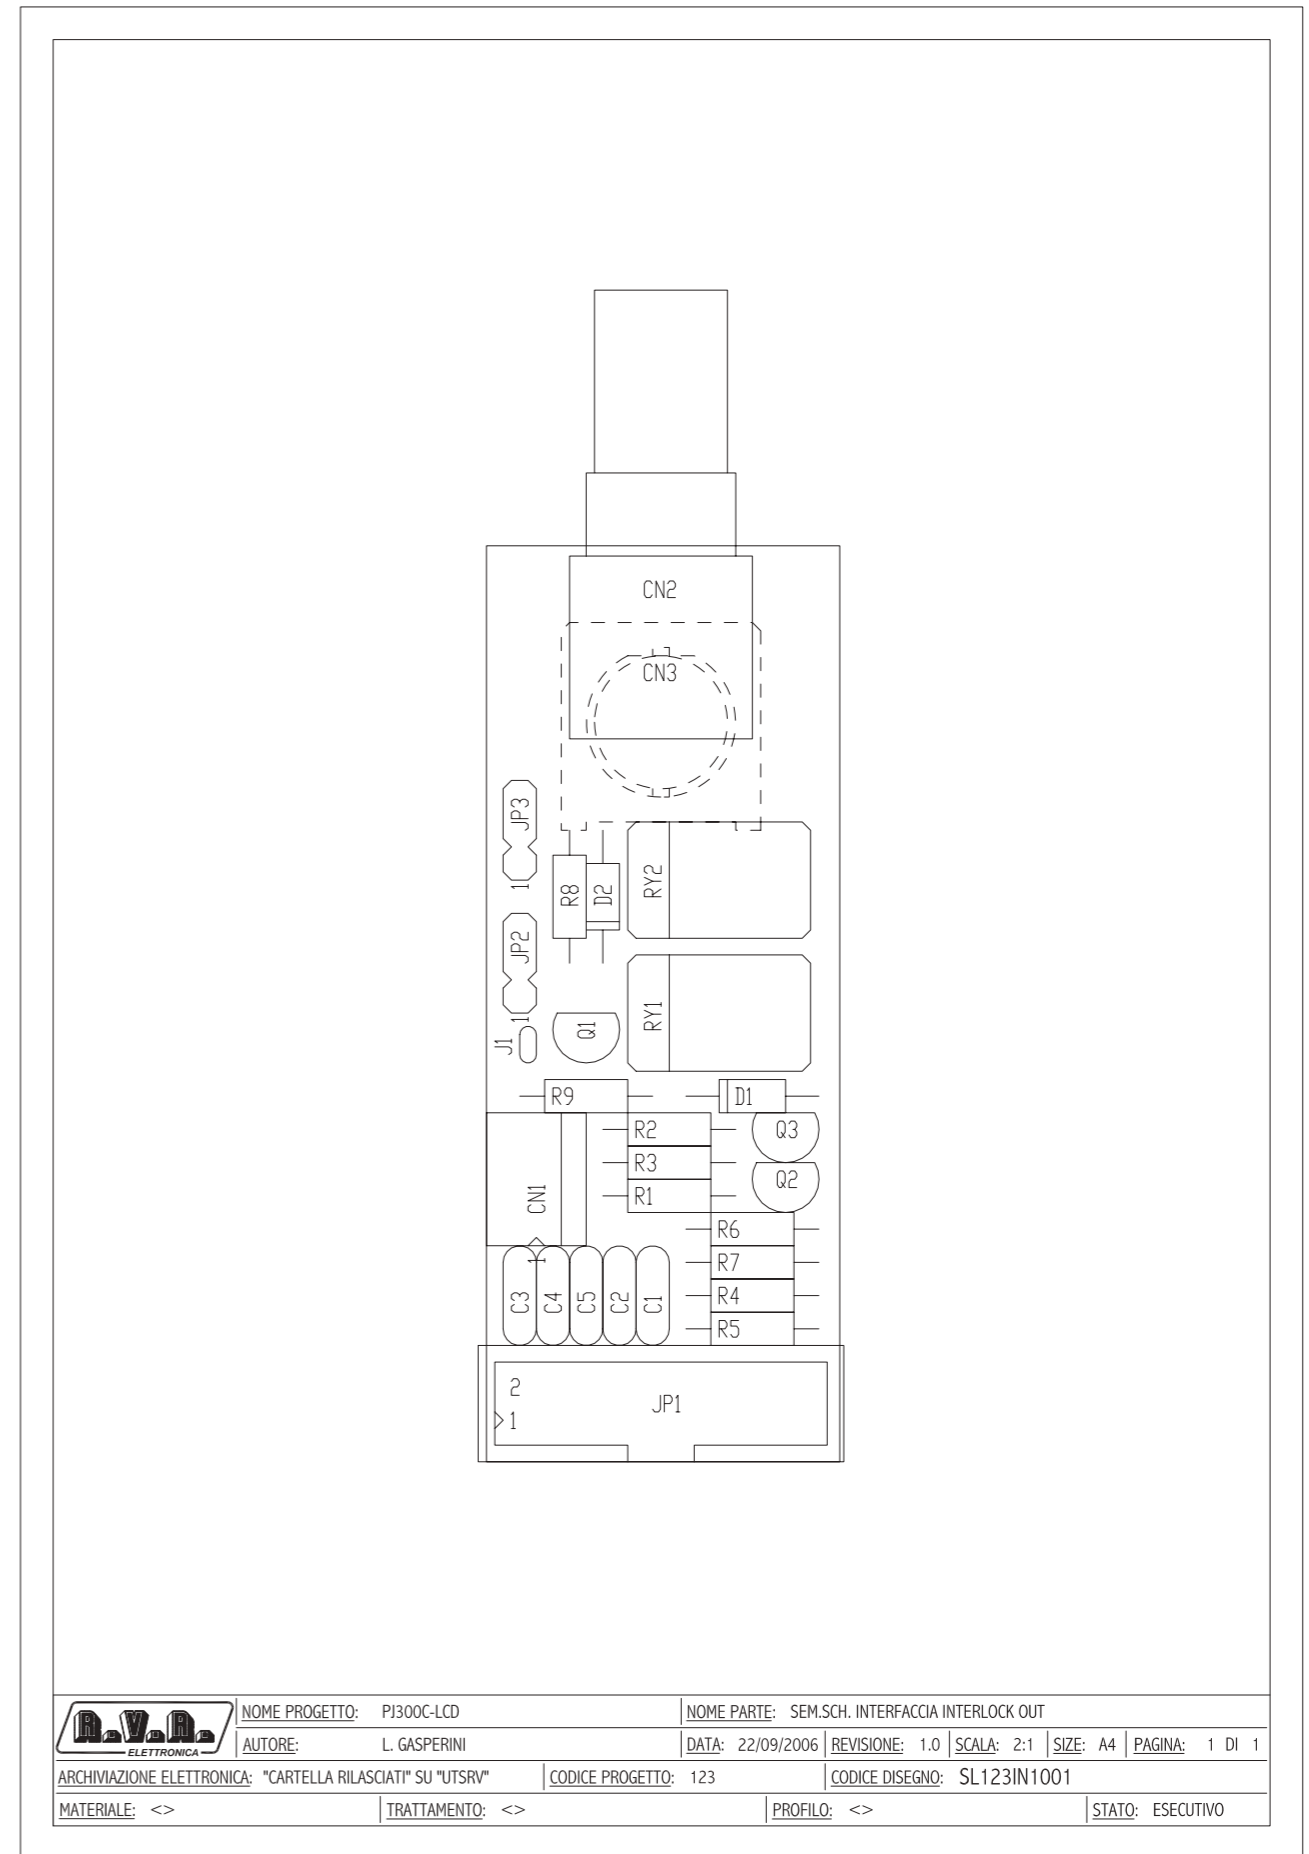 CN2
CN3
JP3
1
R8
D2
RY2
JP2
1
J1
Q1
RY1
R9
D1
R2
Q3
R3
Q2
R1
CN1
1
R6
R7
R4
R5
C3
C4
C5
C2
C1
2
1
JP1
R.V.R.
ELETTRONICA
NOME PROGETTO: PJ300C-LCD
NOME PARTE: SEM.SCH. INTERFACCIA INTERLOCK OUT
AUTORE: L. GASPERINI
DATA: 22/09/2006
REVISIONE: 1.0
SCALA: 2:1
SIZE: A4
PAGINA: 1 DI 1
ARCHIVIAZIONE ELETTRONICA: "CARTELLA RILASCIATI" SU "UTSRV"
CODICE PROGETTO: 123
CODICE DISEGNO: SL123IN1001
MATERIALE: <>
TRATTAMENTO: <>
PROFILO: <>
STATO: ESECUTIVO